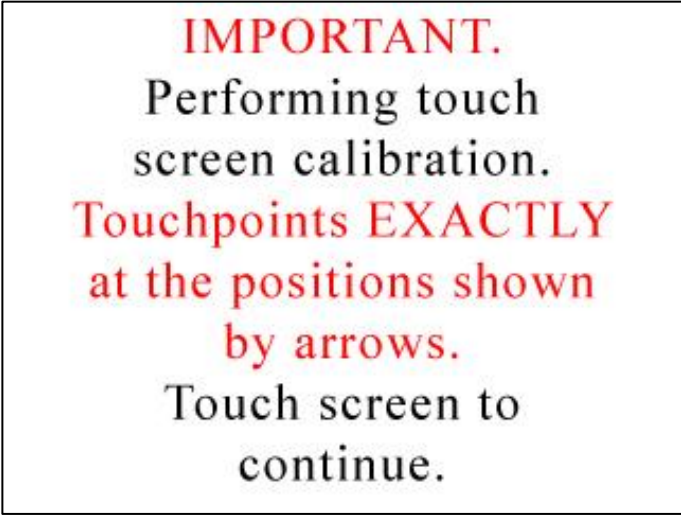 IMPORTANT.
Performing touch
screen calibration.
Touchpoints EXACTLY
at the positions shown
by arrows.
Touch screen to
continue.